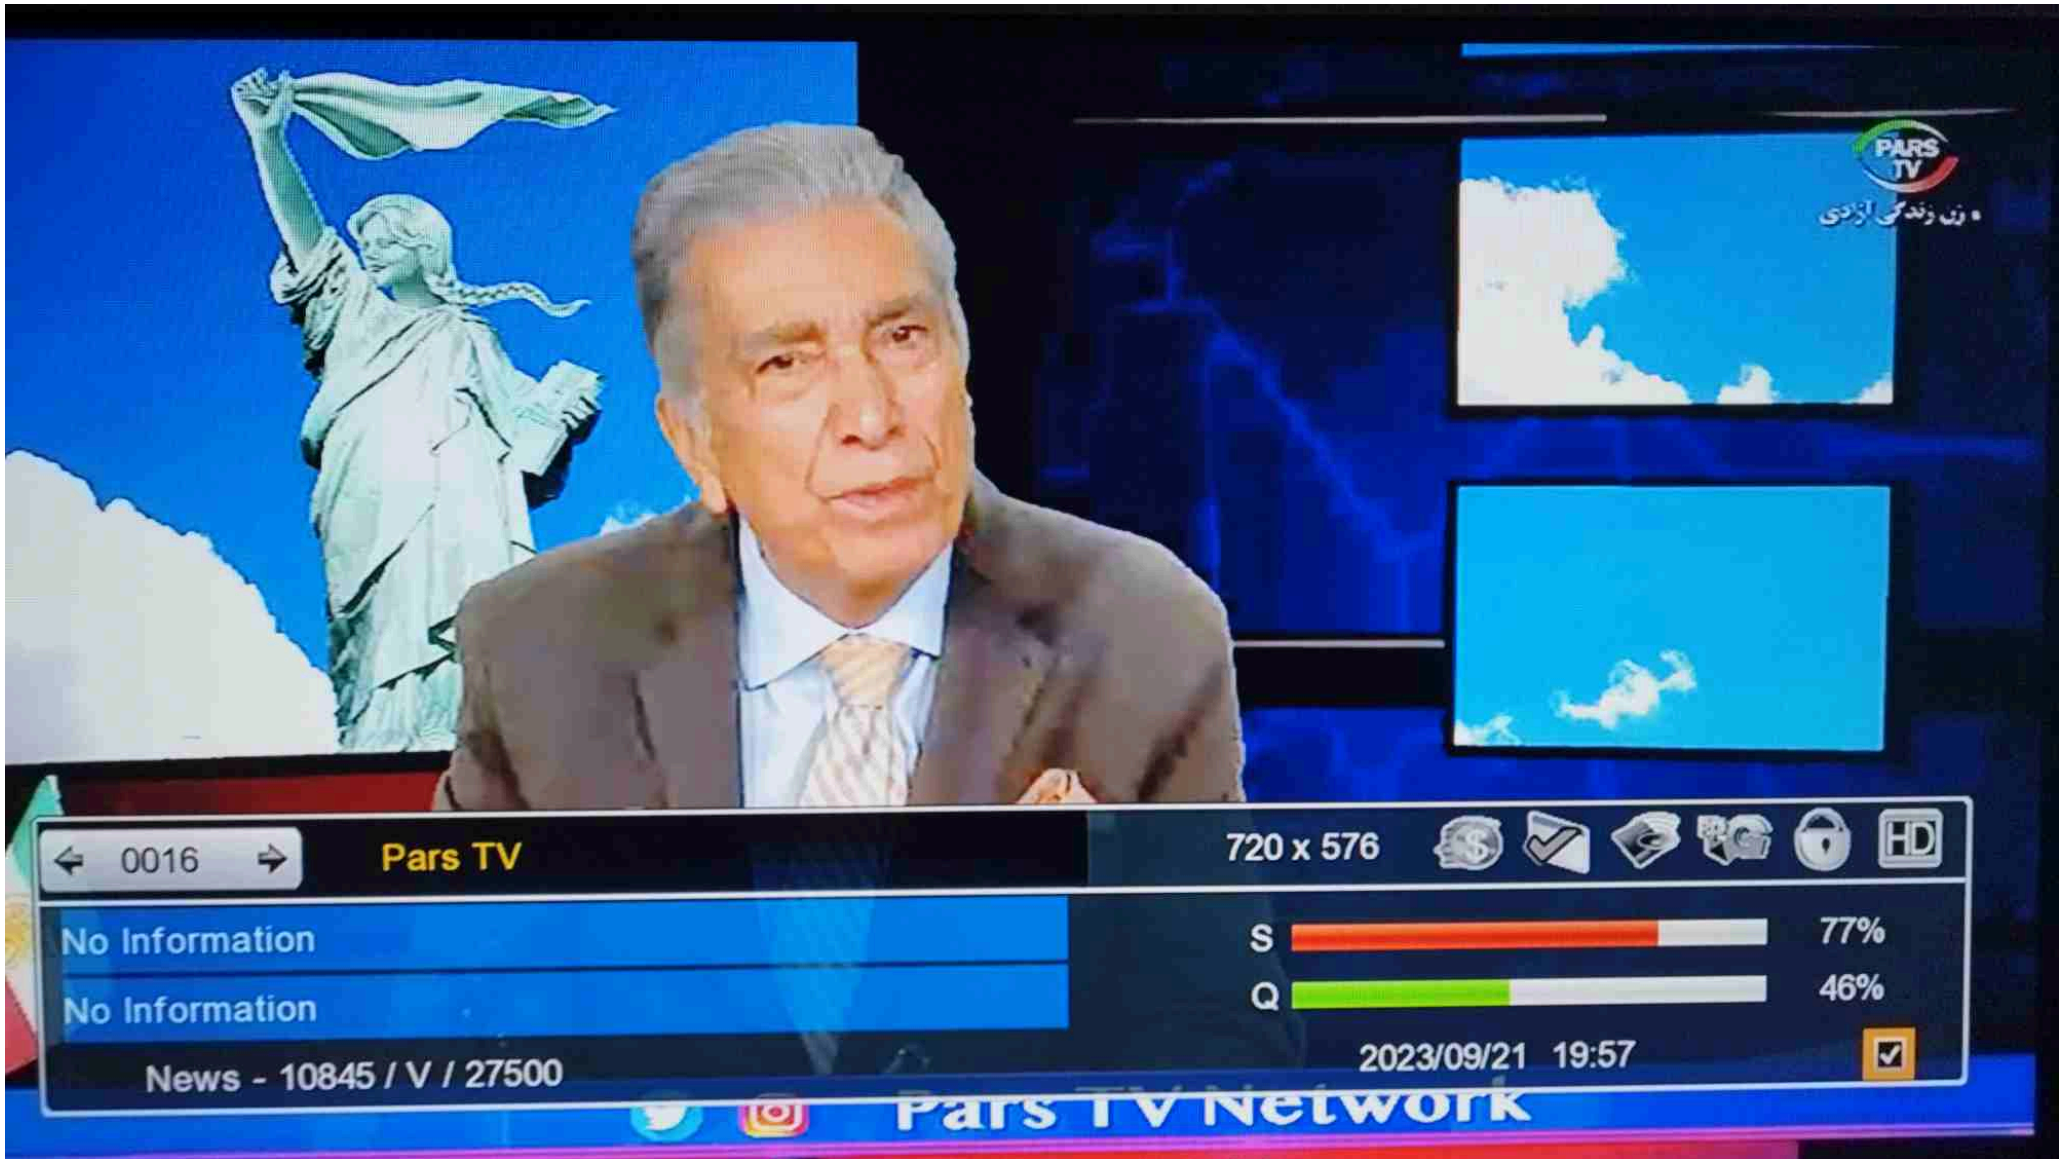 PARS
TV
زن زندگی آزادی
0016
Pars TV
720 x 576
HD
No Information
S
77%
No Information
Q
46%
News - 10845 / V / 27500
2023/09/21 19:57
Pars TV Network